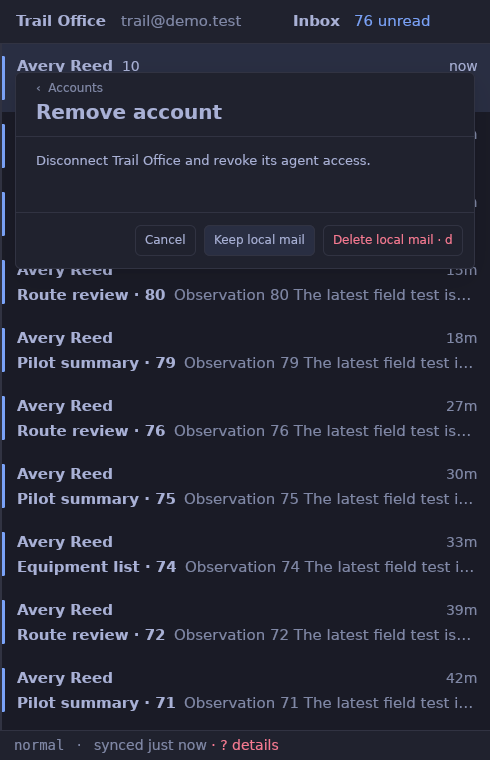 Trail Office trail@demo.test Inbox 76 unread
Avery Reed 10 now
‹ Accounts
Remove account
Disconnect Trail Office and revoke its agent access.
Cancel Keep local mail Delete local mail · d
Avery Reed 15m
Route review · 80 Observation 80 The latest field test is…
Avery Reed 18m
Pilot summary · 79 Observation 79 The latest field test i…
Avery Reed 27m
Route review · 76 Observation 76 The latest field test is…
Avery Reed 30m
Pilot summary · 75 Observation 75 The latest field test i…
Avery Reed 33m
Equipment list · 74 Observation 74 The latest field test i…
Avery Reed 39m
Route review · 72 Observation 72 The latest field test is…
Avery Reed 42m
Pilot summary · 71 Observation 71 The latest field test i…
normal · synced just now · ? details